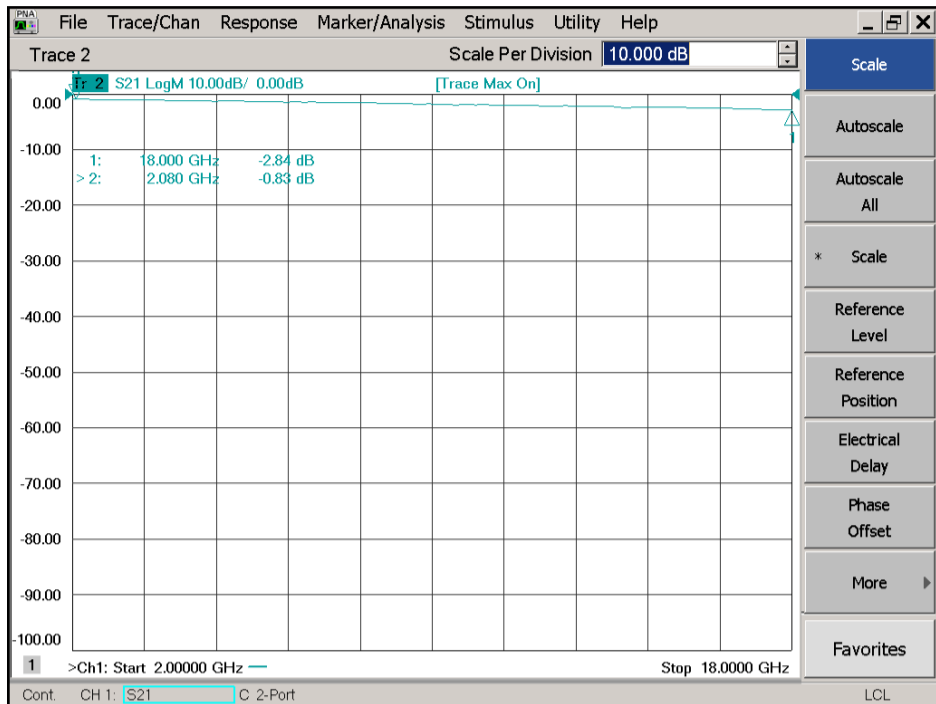 PNA
File Trace/Chan Response Marker/Analysis Stimulus Utility Help
Trace 2 Scale Per Division 10.000 dB
Scale
Tr 2 S21 LogM 10.00dB/ 0.00dB [Trace Max On]
0.00
1
Autoscale
-10.00
1: 18.000 GHz -2.84 dB
> 2: 2.080 GHz -0.83 dB
Autoscale
All
-20.00
-30.00
* Scale
-40.00
Reference
Level
-50.00
Reference
Position
-60.00
Electrical
Delay
-70.00
Phase
Offset
-80.00
-90.00
More
-100.00
Favorites
1 >Ch1: Start 2.00000 GHz Stop 18.0000 GHz
Cont. CH 1: S21 C 2-Port LCL